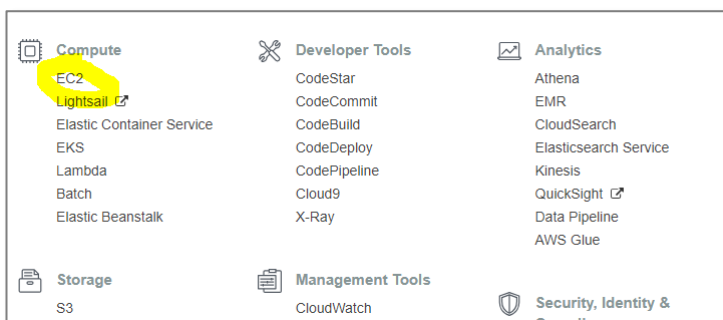 Compute
EC2
Lightsail
Elastic Container Service
EKS
Lambda
Batch
Elastic Beanstalk
Storage
S3
Developer Tools
CodeStar
CodeCommit
CodeBuild
CodeDeploy
CodePipeline
Cloud9
X-Ray
Management Tools
CloudWatch
Analytics
Athena
EMR
CloudSearch
Elasticsearch Service
Kinesis
QuickSight
Data Pipeline
AWS Glue
Security, Identity &